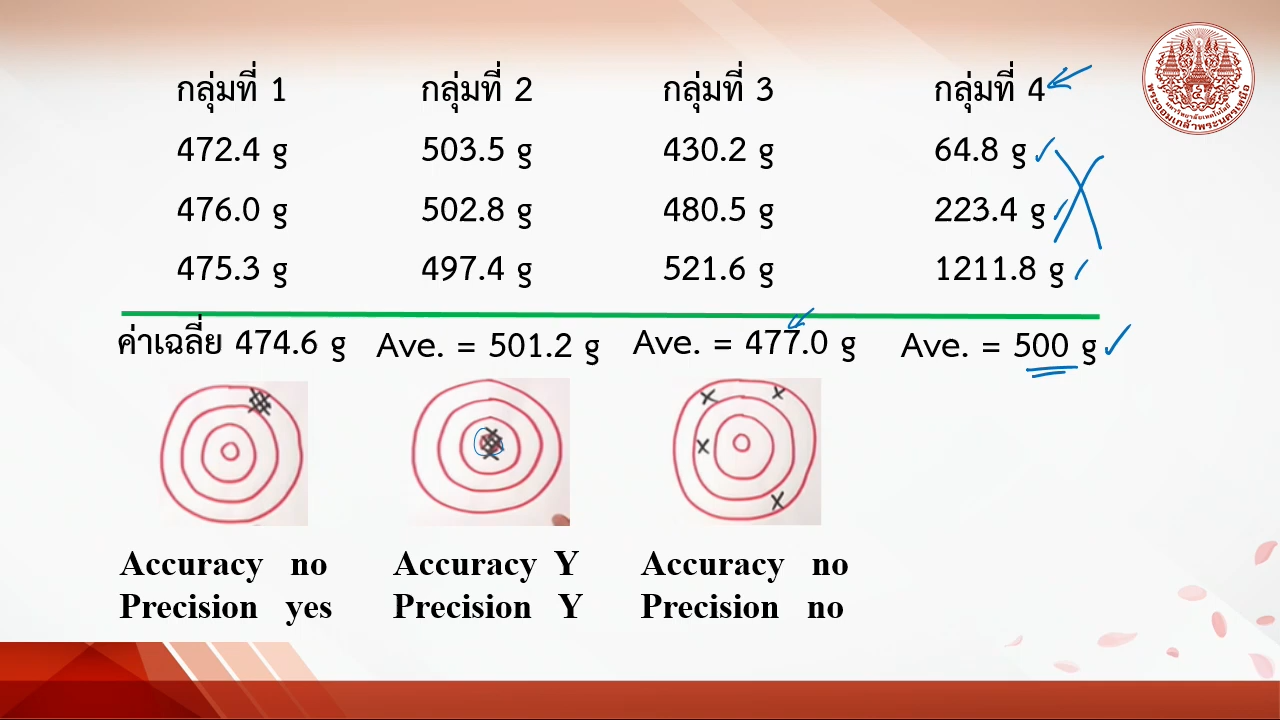 กลุ่มที่ 1 กลุ่มที่ 2 กลุ่มที่ 3 กลุ่มที่ 4
472.4 g 503.5 g 430.2 g 64.8 g
476.0 g 502.8 g 480.5 g 223.4 g
475.3 g 497.4 g 521.6 g 1211.8 g
ค่าเฉลี่ย 474.6 g Ave. = 501.2 g Ave. = 477.0 g Ave. = 500 g
Accuracy no Accuracy Y Accuracy no
Precision yes Precision Y Precision no